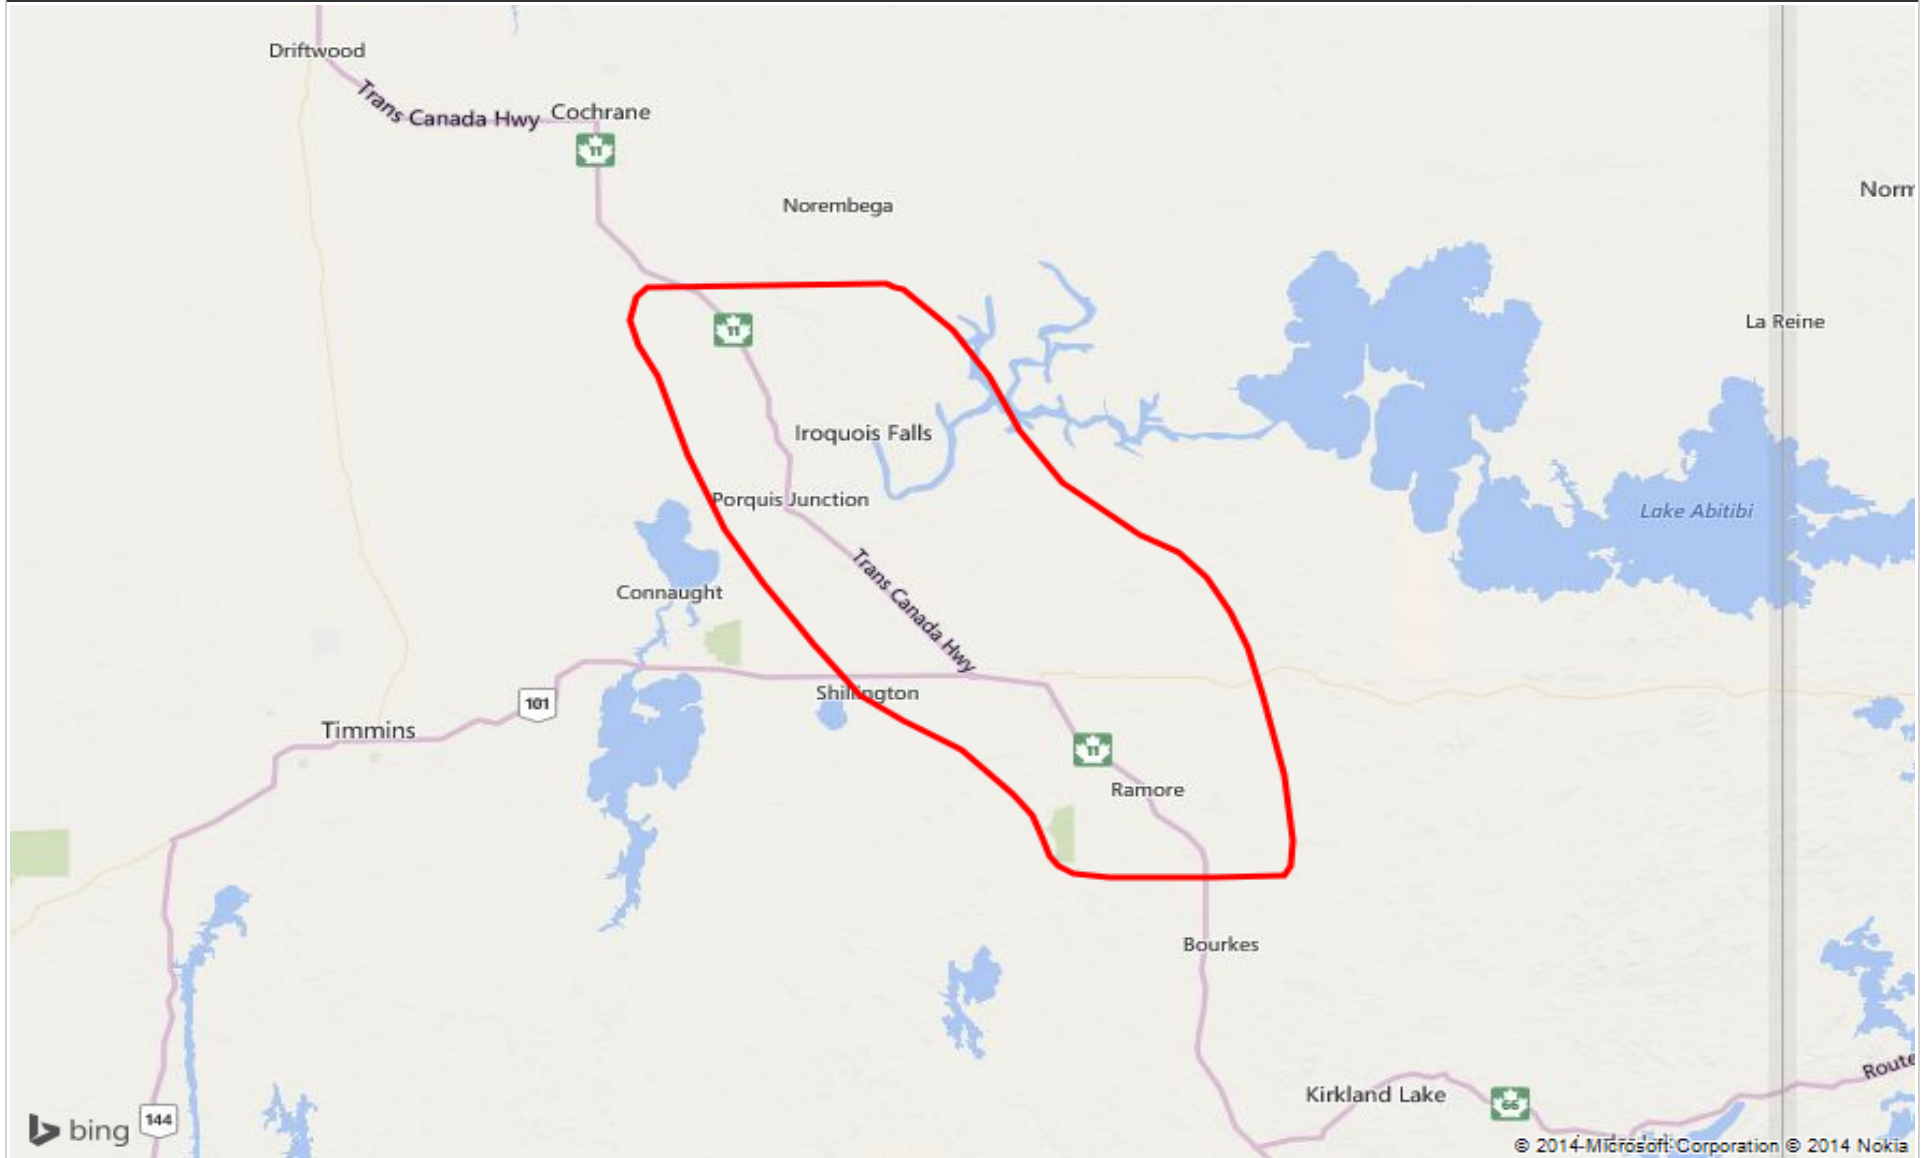 Driftwood
Trans Canada Hwy
Cochrane
11
Norembega
Norm
11
La Reine
Iroquois Falls
Porquis Junction
Lake Abitibi
Trans Canada Hwy
Connaught
Shillington
101
Timmins
11
Ramore
Bourkes
Kirkland Lake
66
Route
144
bing
© 2014 Microsoft Corporation © 2014 Nokia